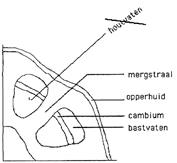 houtvaten
mergstraal
opperhuid
cambium
bastvaten